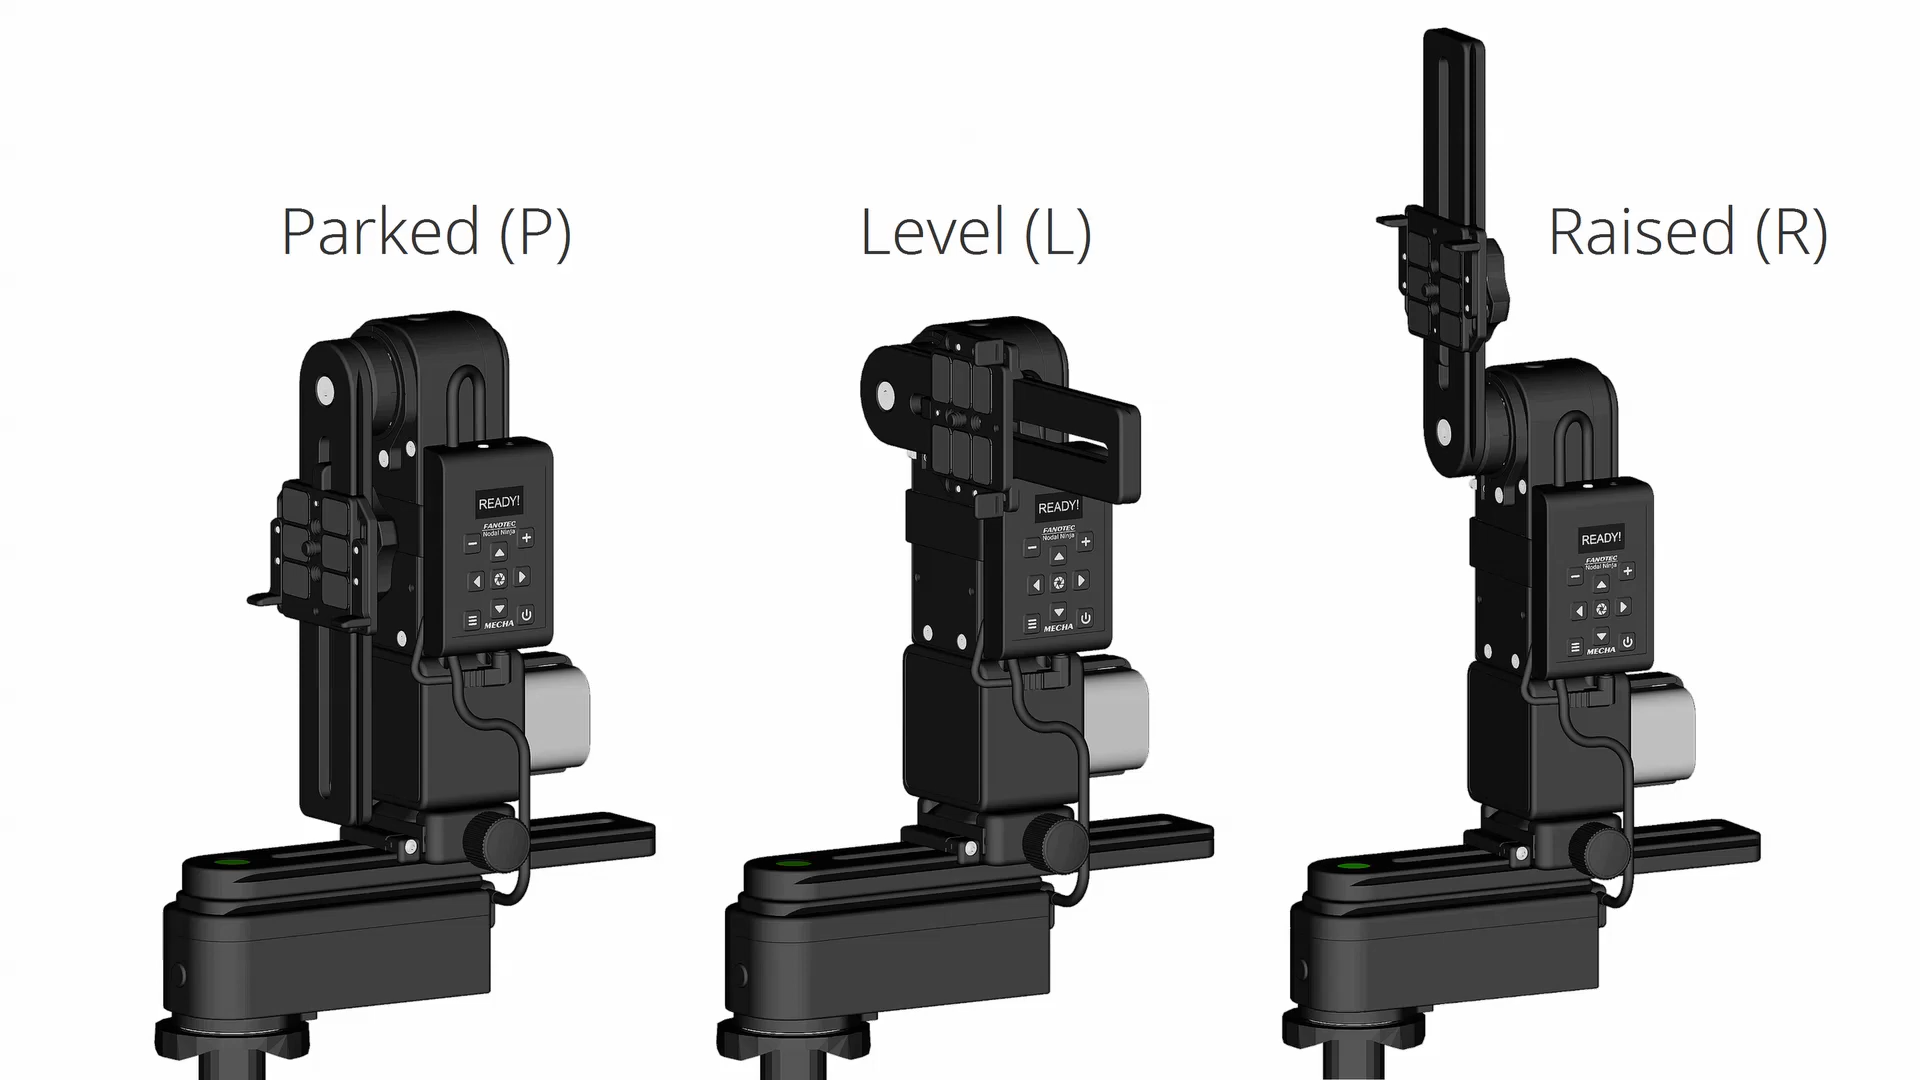 Parked (P)
Level (L)
Raised (R)
READY!
FANOTEC
Nodal Ninja
MECHA
READY!
FANOTEC
Nodal Ninja
MECHA
READY!
FANOTEC
Nodal Ninja
MECHA